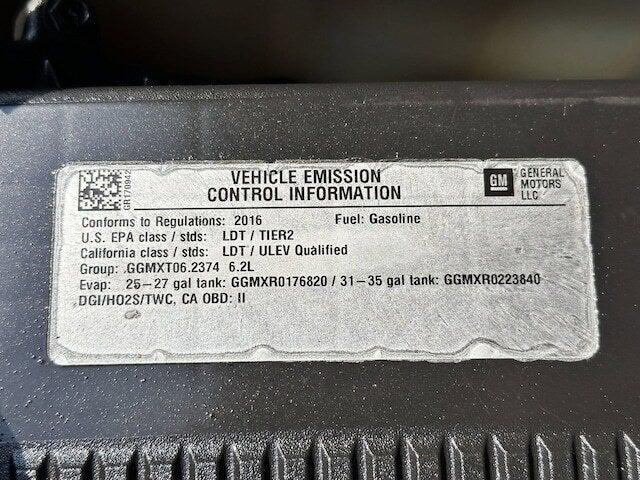 VEHICLE EMISSION
CONTROL INFORMATION
GM
GENERAL
MOTORS
LLC
Conforms to Regulations: 2016 Fuel: Gasoline
U.S. EPA class / stds: LDT / TIER2
California class / stds: LDT / ULEV Qualified
Group: GGMXT06.2374 6.2L
Evap: 25-27 gal tank: GGMXR0176820 / 31-35 gal tank: GGMXR0223840
DGI/HO2S/TWC, CA OBD: II